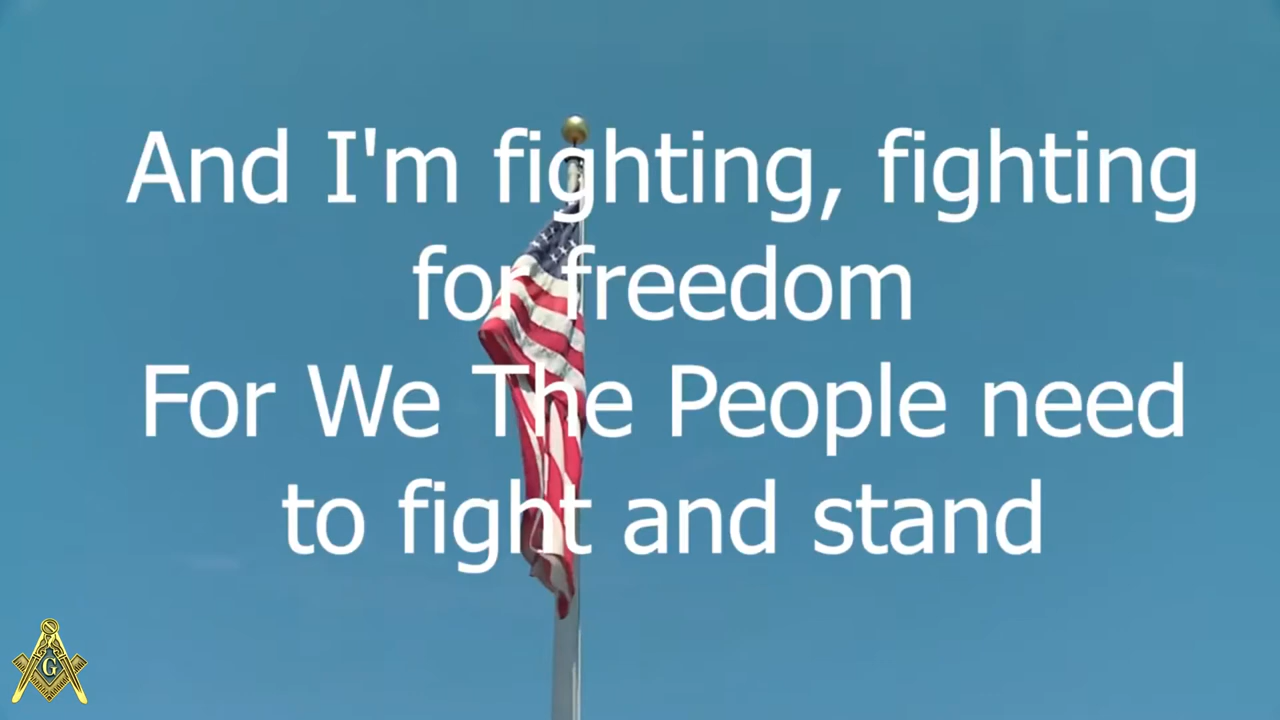 And I'm fighting, fighting
for freedom
For We The People need
to fight and stand
G